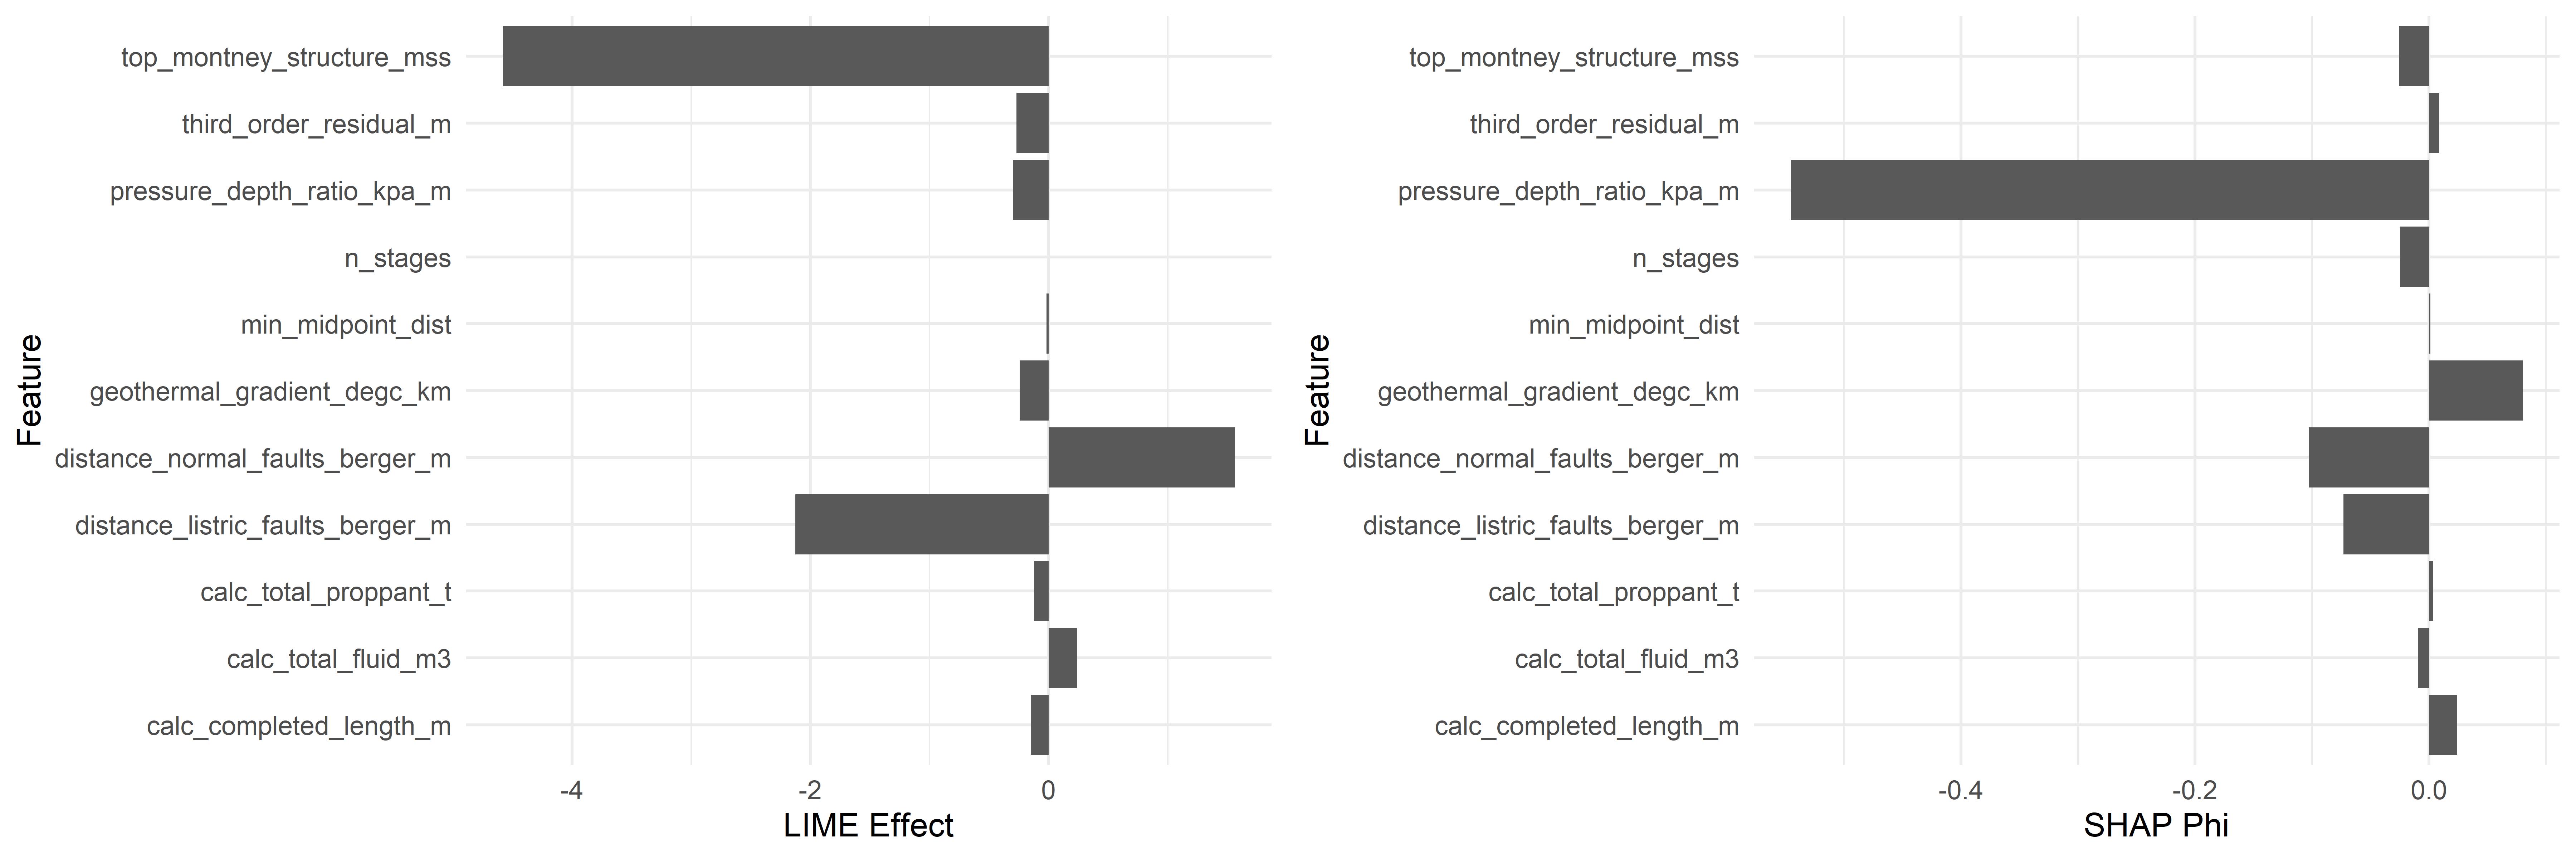 Feature
top_montney_structure_mss
third_order_residual_m
pressure_depth_ratio_kpa_m
n_stages
min_midpoint_dist
geothermal_gradient_degc_km
distance_normal_faults_berger_m
distance_listric_faults_berger_m
calc_total_proppant_t
calc_total_fluid_m3
calc_completed_length_m
-4 -2 0
LIME Effect
Feature
top_montney_structure_mss
third_order_residual_m
pressure_depth_ratio_kpa_m
n_stages
min_midpoint_dist
geothermal_gradient_degc_km
distance_normal_faults_berger_m
distance_listric_faults_berger_m
calc_total_proppant_t
calc_total_fluid_m3
calc_completed_length_m
-0.4 -0.2 0.0
SHAP Phi